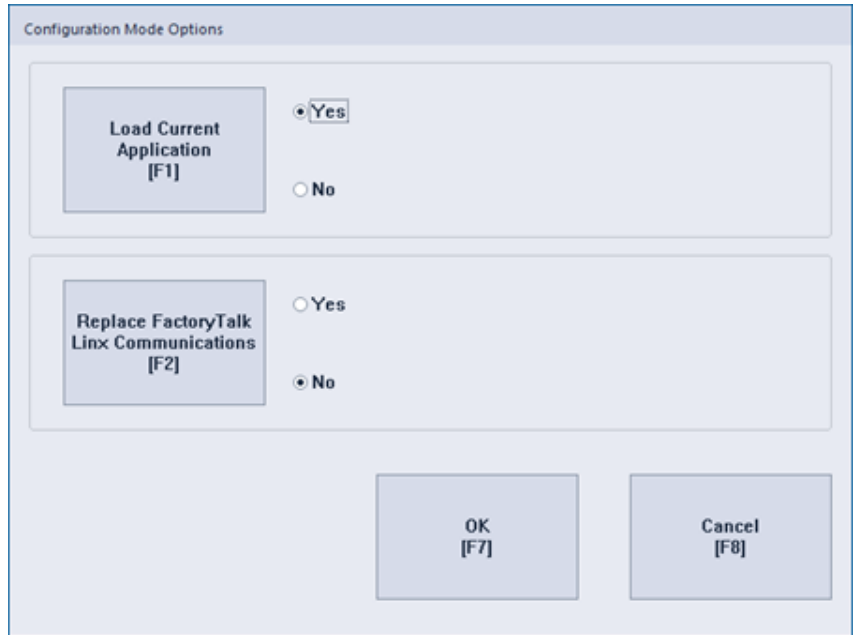 Configuration Mode Options
Load Current
Application
[F1]
Yes
No
Replace FactoryTalk
Linx Communications
[F2]
Yes
No
OK
[F7]
Cancel
[F8]